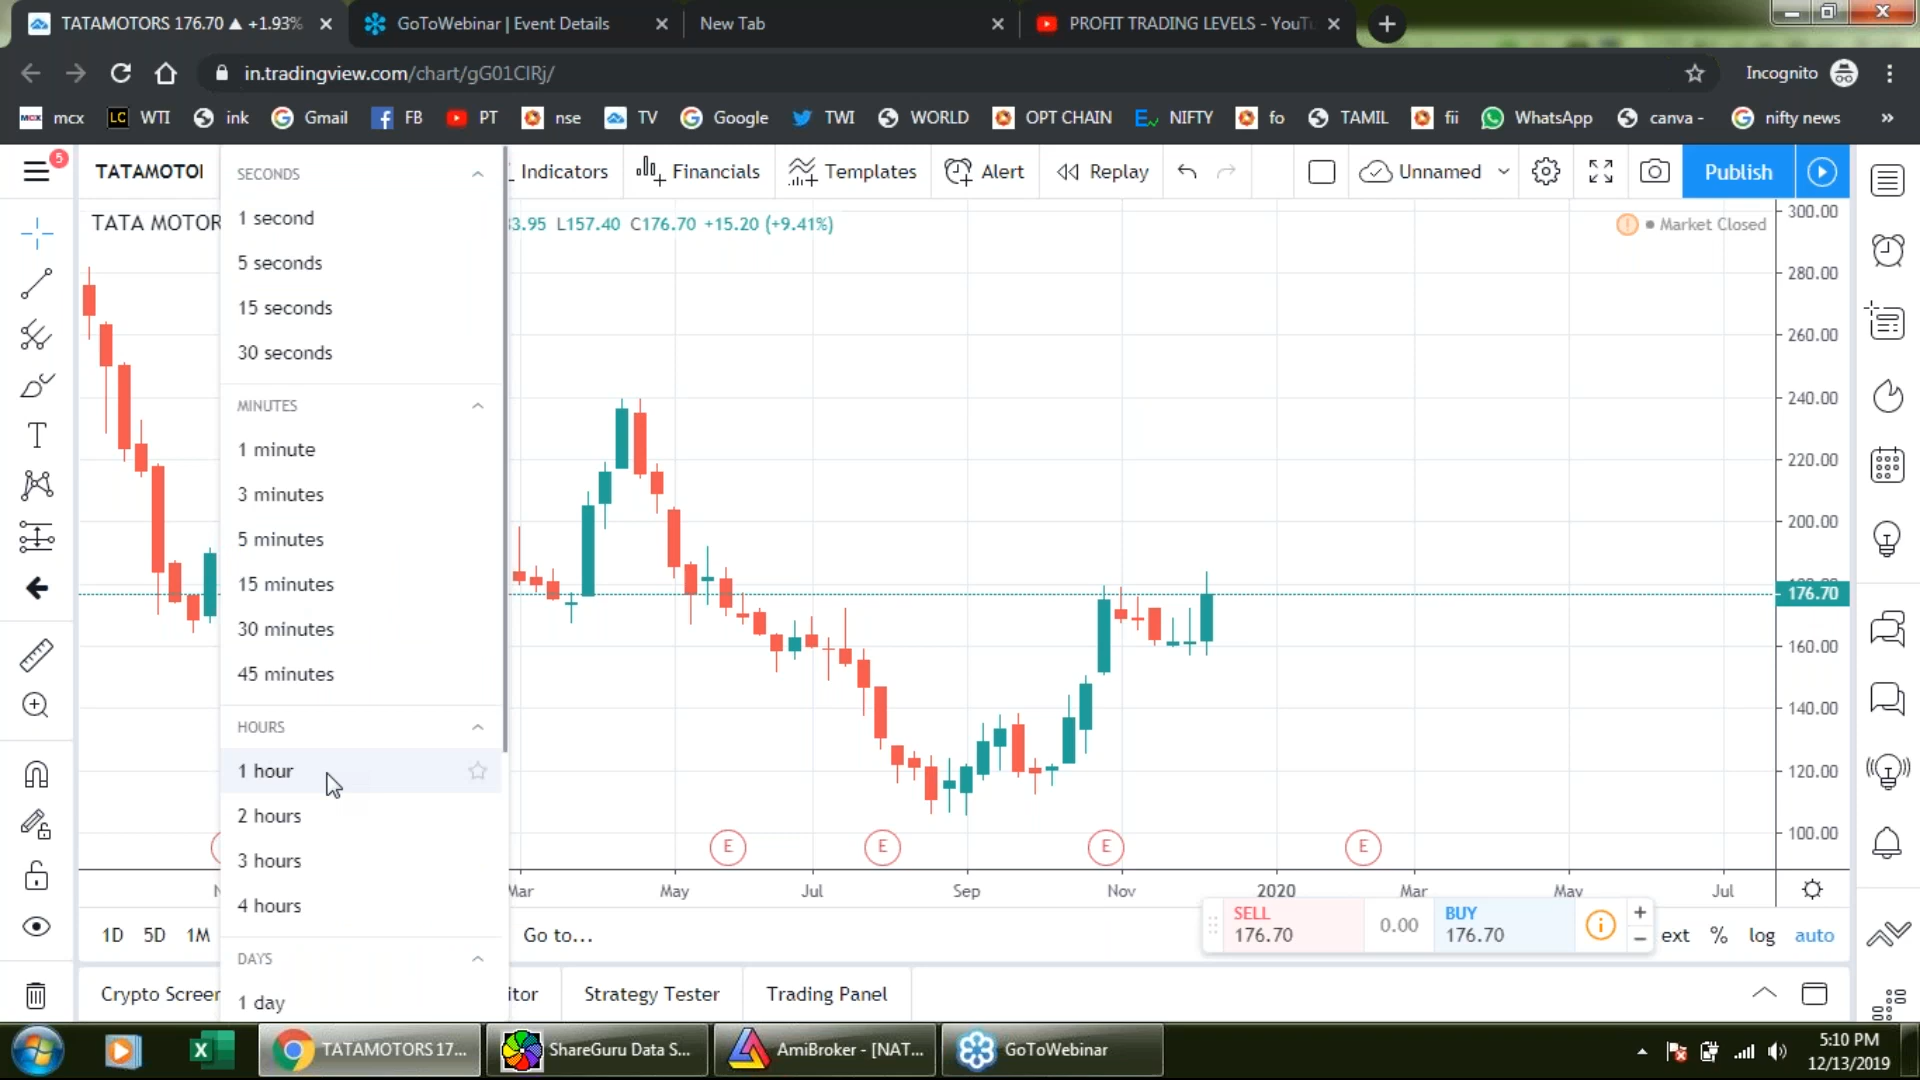 TATAMOTORS 176.70 ▲ +1.93%
GoToWebinar | Event Details
New Tab
PROFIT TRADING LEVELS - YouTu
in.tradingview.com/chart/gG01ClRj/
Incognito
mcx
LC WTI
ink
Gmail
FB
PT
nse
TV
Google
TWI
WORLD
OPT CHAIN
NIFTY
fo
TAMIL
fii
WhatsApp
canva -
nifty news
»
5
TATAMOTOI
Indicators
Financials
Templates
Alert
Replay
Unnamed
Publish
TATA MOTOR
3.95 L157.40 C176.70 +15.20 (+9.41%)
Market Closed
SECONDS
1 second
5 seconds
15 seconds
30 seconds
MINUTES
1 minute
3 minutes
5 minutes
15 minutes
30 minutes
45 minutes
HOURS
1 hour
2 hours
3 hours
4 hours
DAYS
1 day
300.00
280.00
260.00
240.00
220.00
200.00
176.70
160.00
140.00
120.00
100.00
E
E
E
E
Mar
May
Jul
Sep
Nov
2020
Mar
May
Jul
1D 5D 1M
Go to...
SELL
176.70
0.00
BUY
176.70
ext % log auto
Crypto Screer
itor
Strategy Tester
Trading Panel
TATAMOTORS 17...
ShareGuru Data S...
AmiBroker - [NAT...
GoToWebinar
5:10 PM
12/13/2019